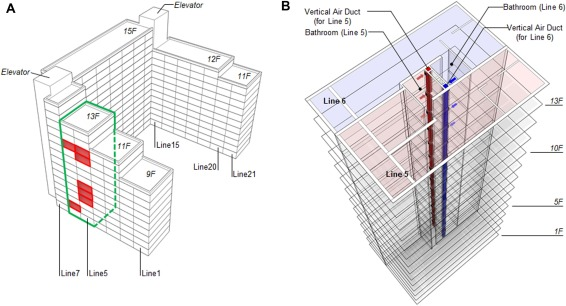 A
Elevator
15F
Elevator
12F
11F
13F
11F
9F
Line15
Line20
Line21
Line7
Line5
Line1
B
Vertical Air Duct
(for Line 5)
Bathroom (Line 5)
Bathroom (Line 6)
Vertical Air Duct
(for Line 6)
Line 6
Line 5
13F
10F
5F
1F